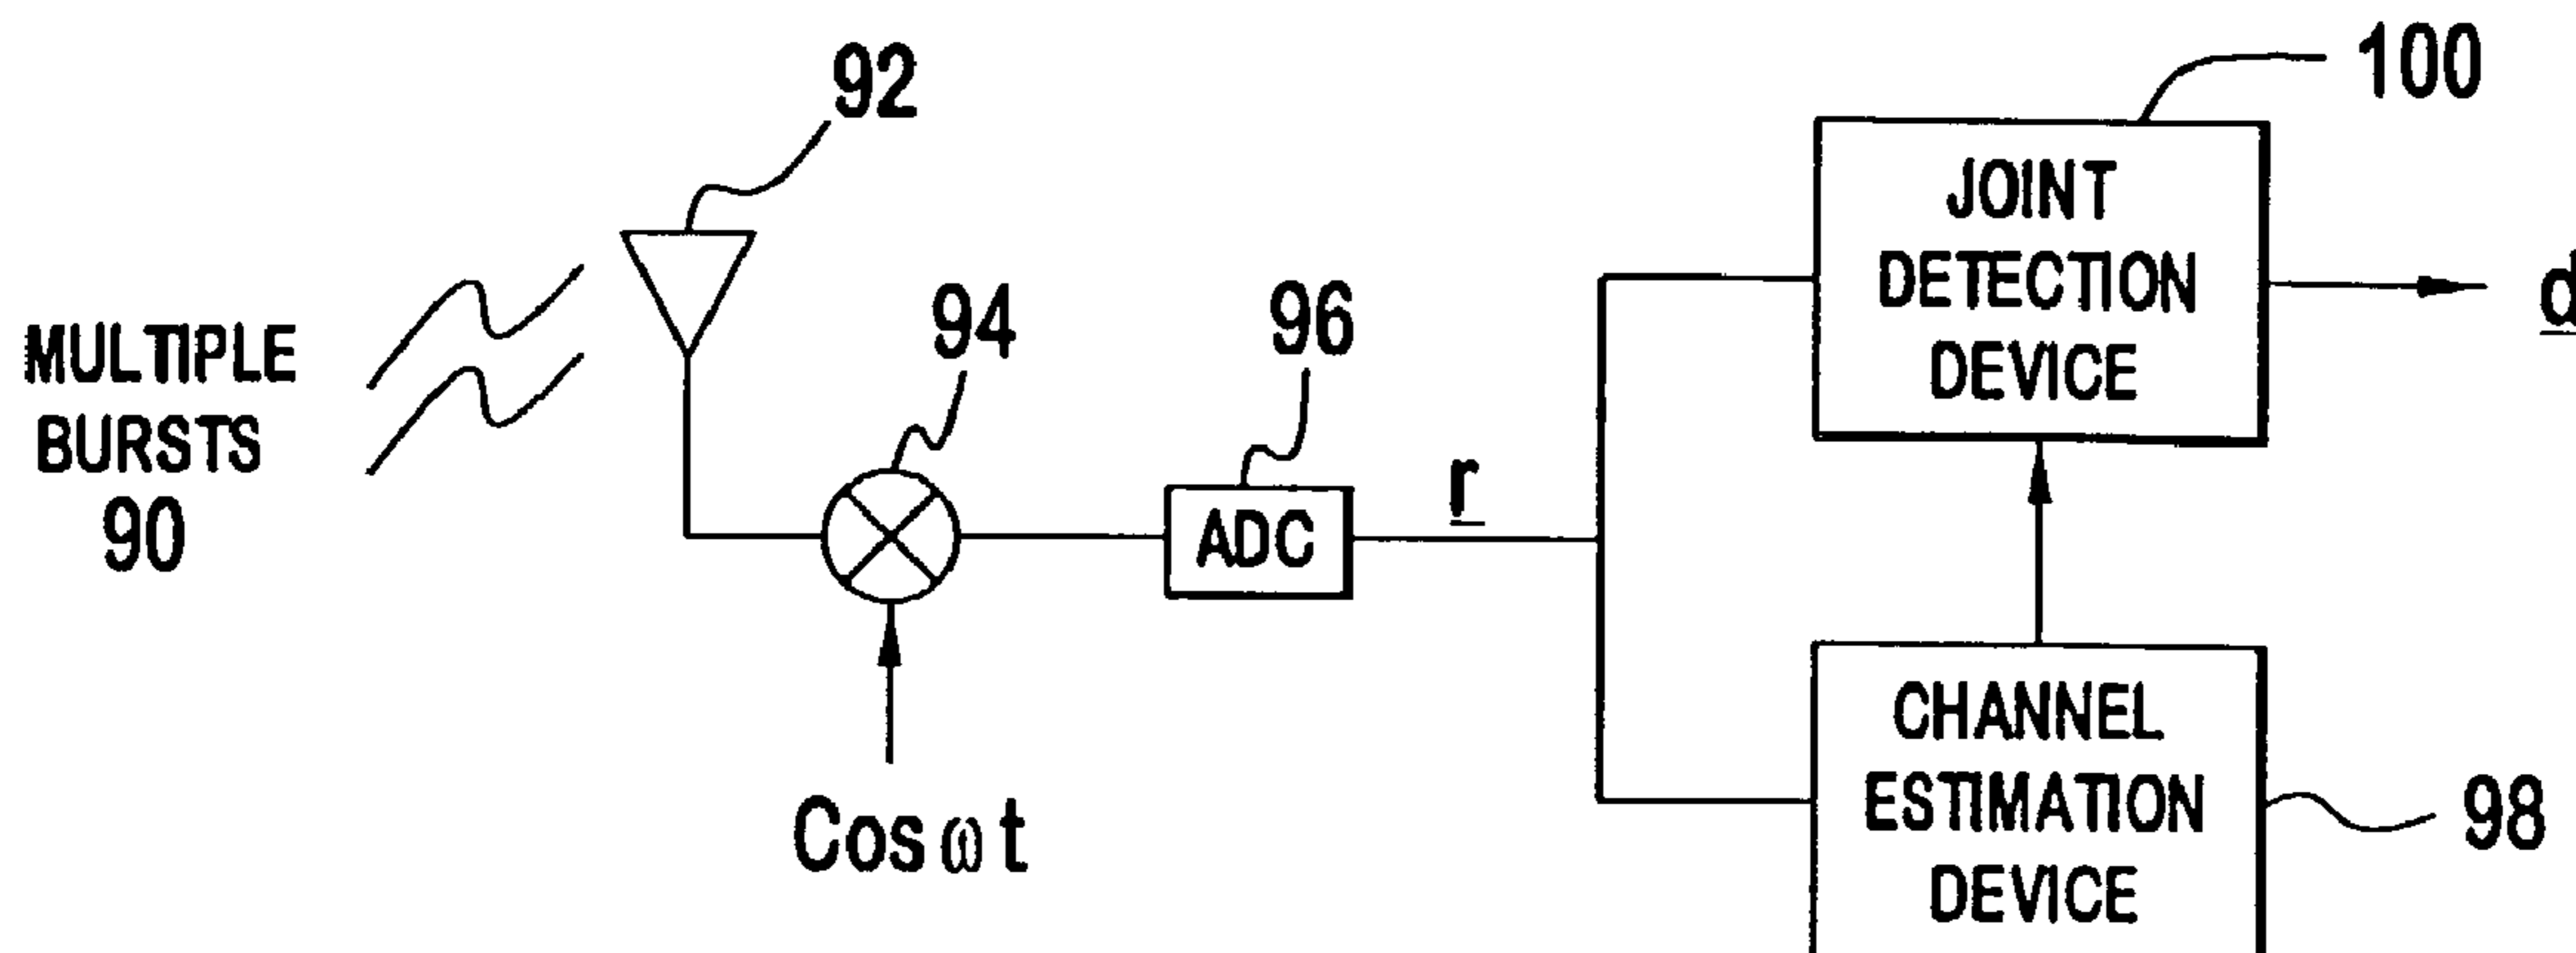 MULTIPLE
BURSTS
90
92
94
Cos ω t
96
ADC
r
100
JOINT
DETECTION
DEVICE
d
CHANNEL
ESTIMATION
DEVICE
98